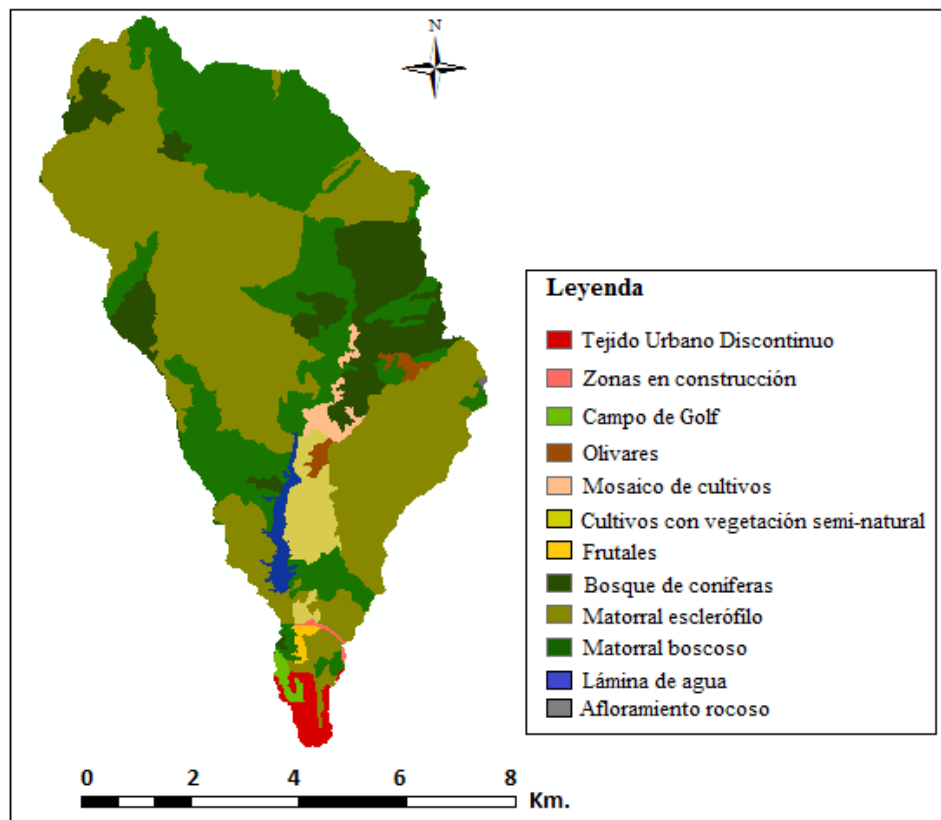 N
Leyenda
Tejido Urbano Discontinuo
Zonas en construcción
Campo de Golf
Olivares
Mosaico de cultivos
Cultivos con vegetación semi-natural
Frutales
Bosque de coníferas
Matorral esclerófilo
Matorral boscoso
Lámina de agua
Afloramiento rocoso
0 2 4 6 8
Km.